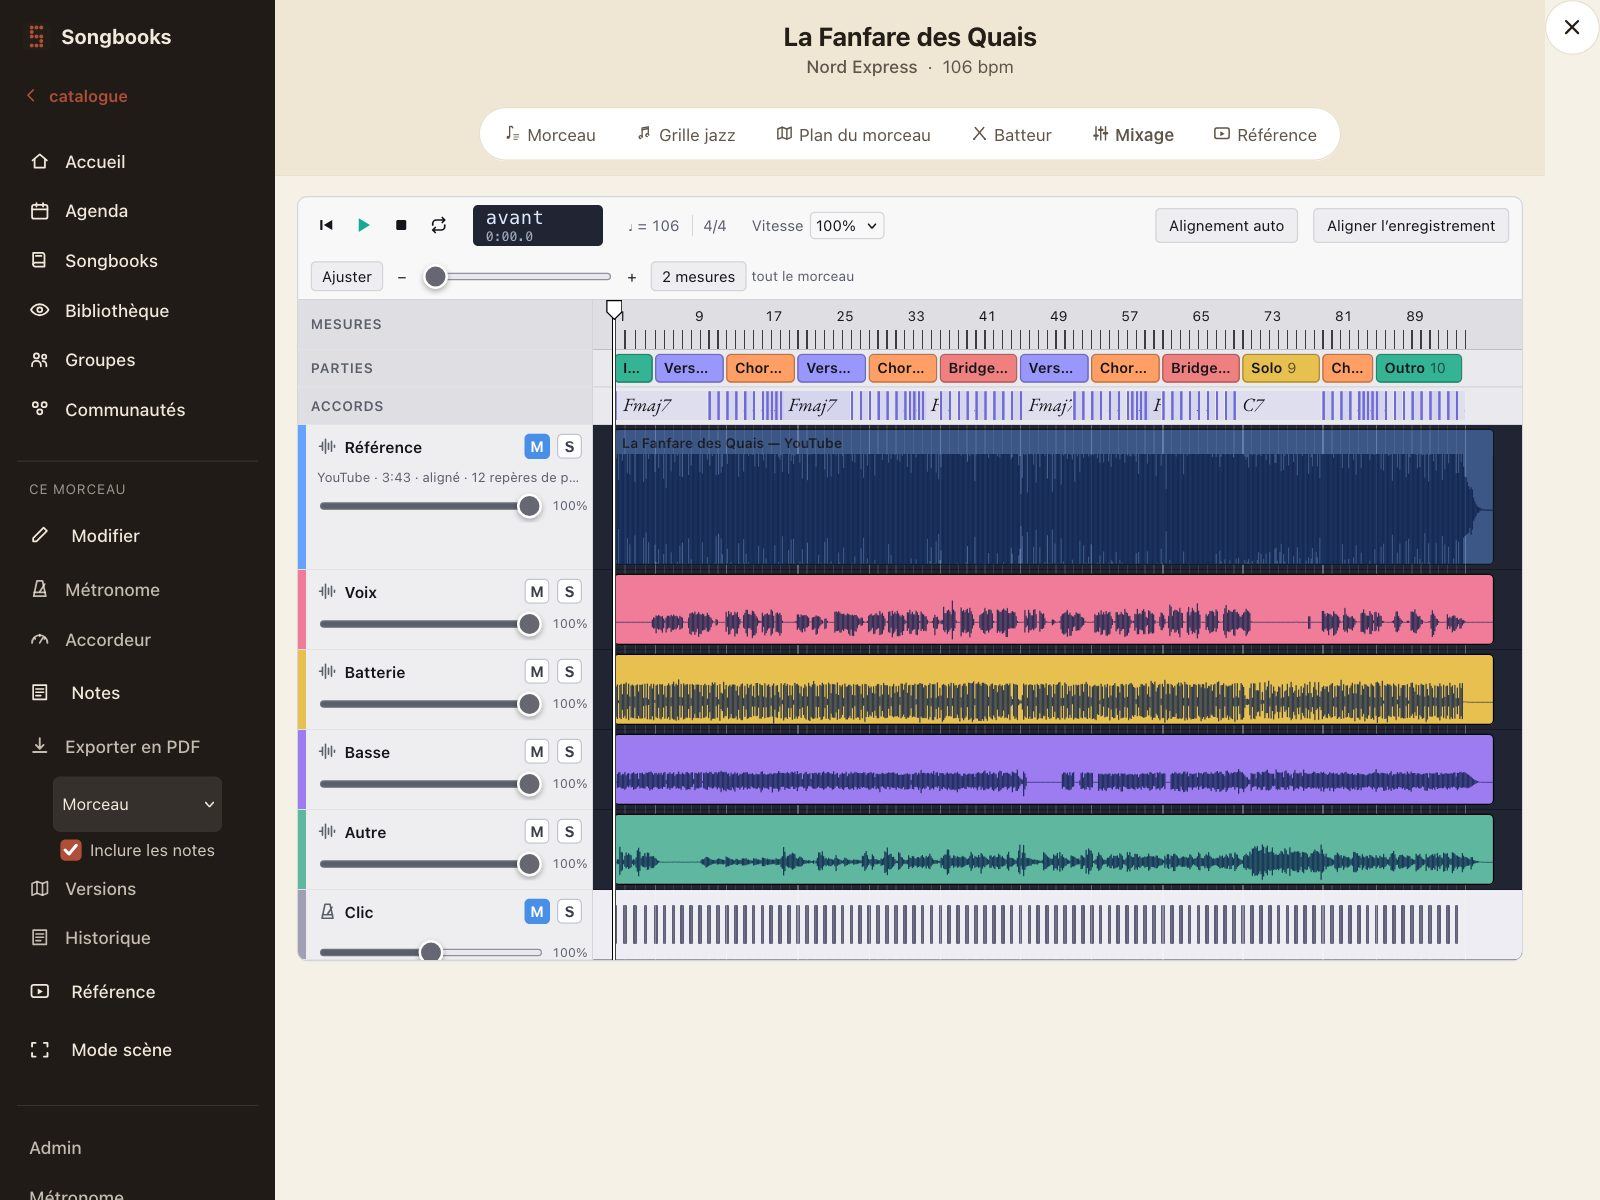 Songbooks
catalogue
Accueil
Agenda
Songbooks
Bibliothèque
Groupes
Communautés
CE MORCEAU
Modifier
Métronome
Accordeur
Notes
Exporter en PDF
Morceau
Inclure les notes
Versions
Historique
Référence
Mode scène
Admin
Métronome
La Fanfare des Quais
Nord Express · 106 bpm
Morceau Grille jazz Plan du morceau Batteur Mixage Référence
avant
0:00.0
♩ = 106 4/4 Vitesse 100% Alignement auto Aligner l’enregistrement
Ajuster − + 2 mesures tout le morceau
MESURES 1 9 17 25 33 41 49 57 65 73 81 89
PARTIES I... Vers... Chor... Vers... Chor... Bridge... Vers... Chor... Bridge... Solo 9 Ch... Outro 10
ACCORDS Fmaj7 Fmaj7 Fmaj7 C7
Référence M S
La Fanfare des Quais — YouTube
YouTube · 3:43 · aligné · 12 repères de p...
100%
Voix M S
100%
Batterie M S
100%
Basse M S
100%
Autre M S
100%
Clic M S
100%